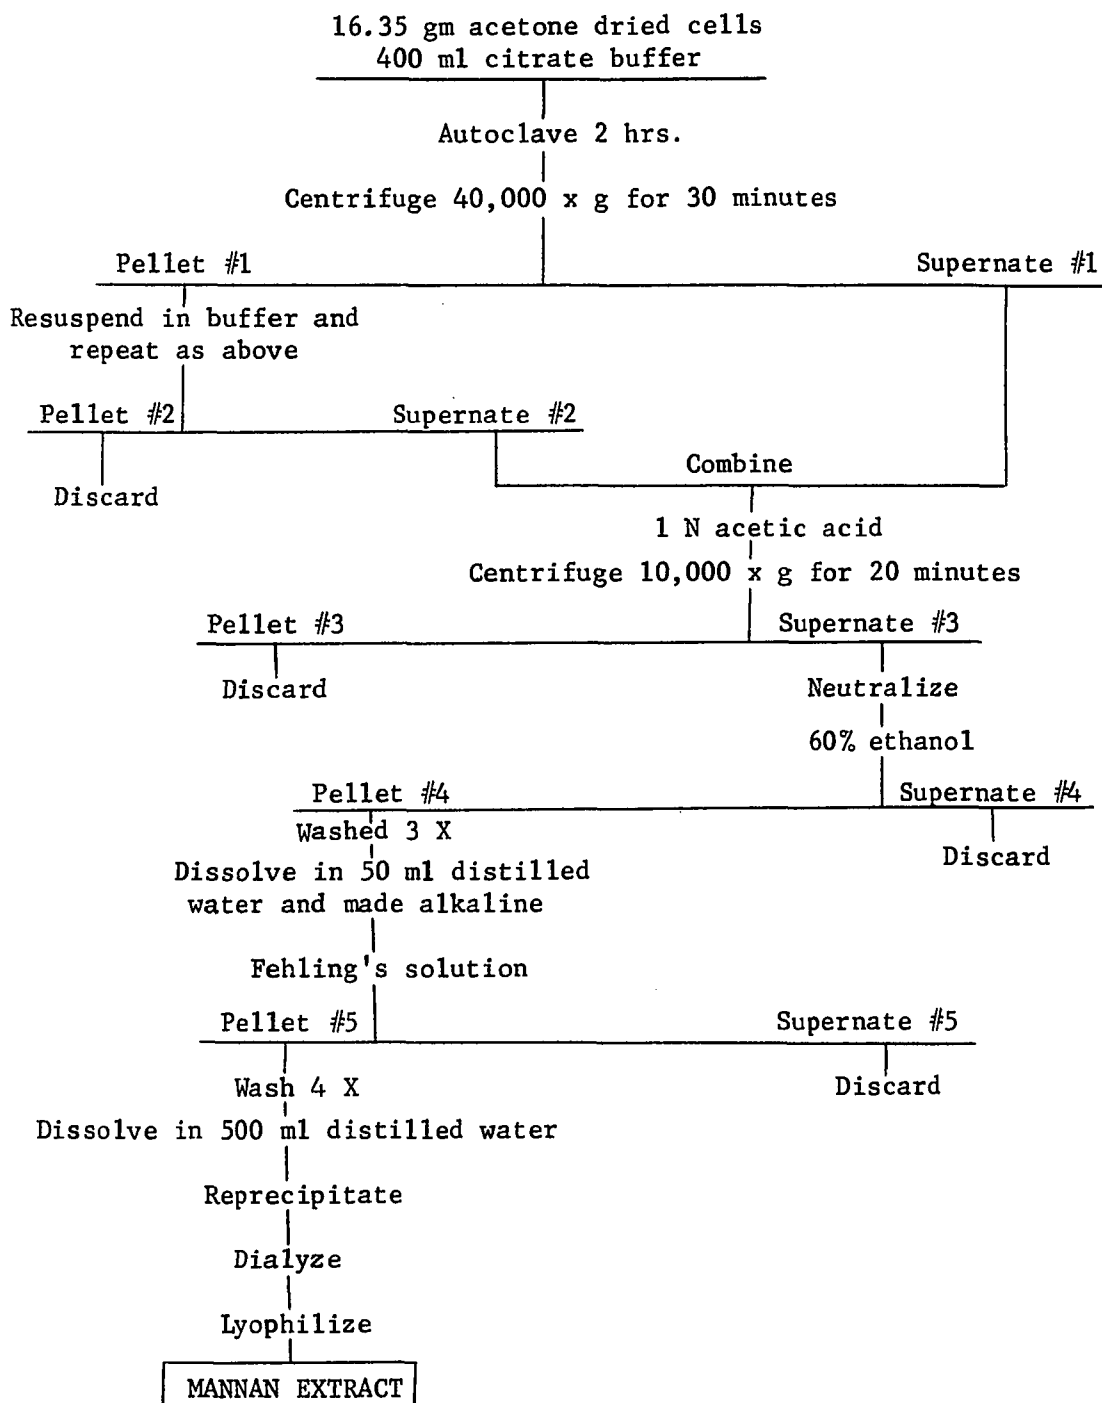 16.35 gm acetone dried cells
400 ml citrate buffer
Autoclave 2 hrs.
Centrifuge 40,000 x g for 30 minutes
Pellet #1
Supernate #1
Resuspend in buffer and
repeat as above
Pellet #2
Supernate #2
Combine
Discard
1 N acetic acid
Centrifuge 10,000 x g for 20 minutes
Pellet #3
Supernate #3
Discard
Neutralize
60% ethanol
Pellet #4
Supernate #4
Washed 3 X
Discard
Dissolve in 50 ml distilled
water and made alkaline
Fehling's solution
Pellet #5
Supernate #5
Wash 4 X
Discard
Dissolve in 500 ml distilled water
Reprecipitate
Dialyze
Lyophilize
MANNAN EXTRACT